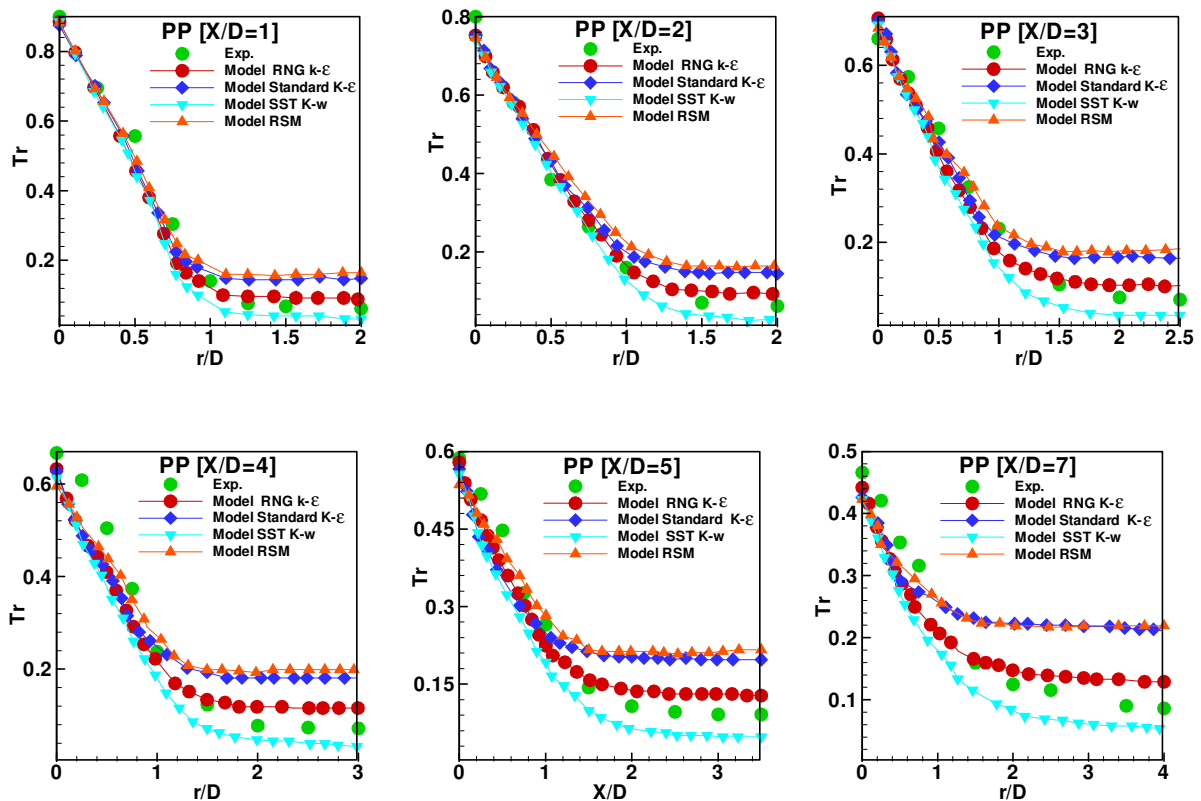 PP [X/D=1]
Exp.
Model RNG k-ε
Model Standard K-ε
Model SST K-w
Model RSM
Tr
0.8
0.6
0.4
0.2
0 0.5 1 1.5 2
r/D
PP [X/D=2]
Exp.
Model RNG k-ε
Model Standard K-ε
Model SST K-w
Model RSM
Tr
0.8
0.6
0.4
0.2
0 0.5 1 1.5 2
r/D
PP [X/D=3]
Exp.
Model RNG k-ε
Model Standard K-ε
Model SST K-w
Model RSM
Tr
0.6
0.4
0.2
0 0.5 1 1.5 2 2.5
r/D
PP [X/D=4]
Exp.
Model RNG k-ε
Model Standard K-ε
Model SST K-w
Model RSM
Tr
0.6
0.4
0.2
0 1 2 3
r/D
PP [X/D=5]
Exp.
Model RNG K-ε
Model Standard K-ε
Model SST K-w
Model RSM
Tr
0.6
0.45
0.3
0.15
0 1 2 3
X/D
PP [X/D=7]
Exp.
Model RNG K-ε
Model Standard K-ε
Model SST K-w
Model RSM
Tr
0.5
0.4
0.3
0.2
0.1
0 1 2 3 4
r/D